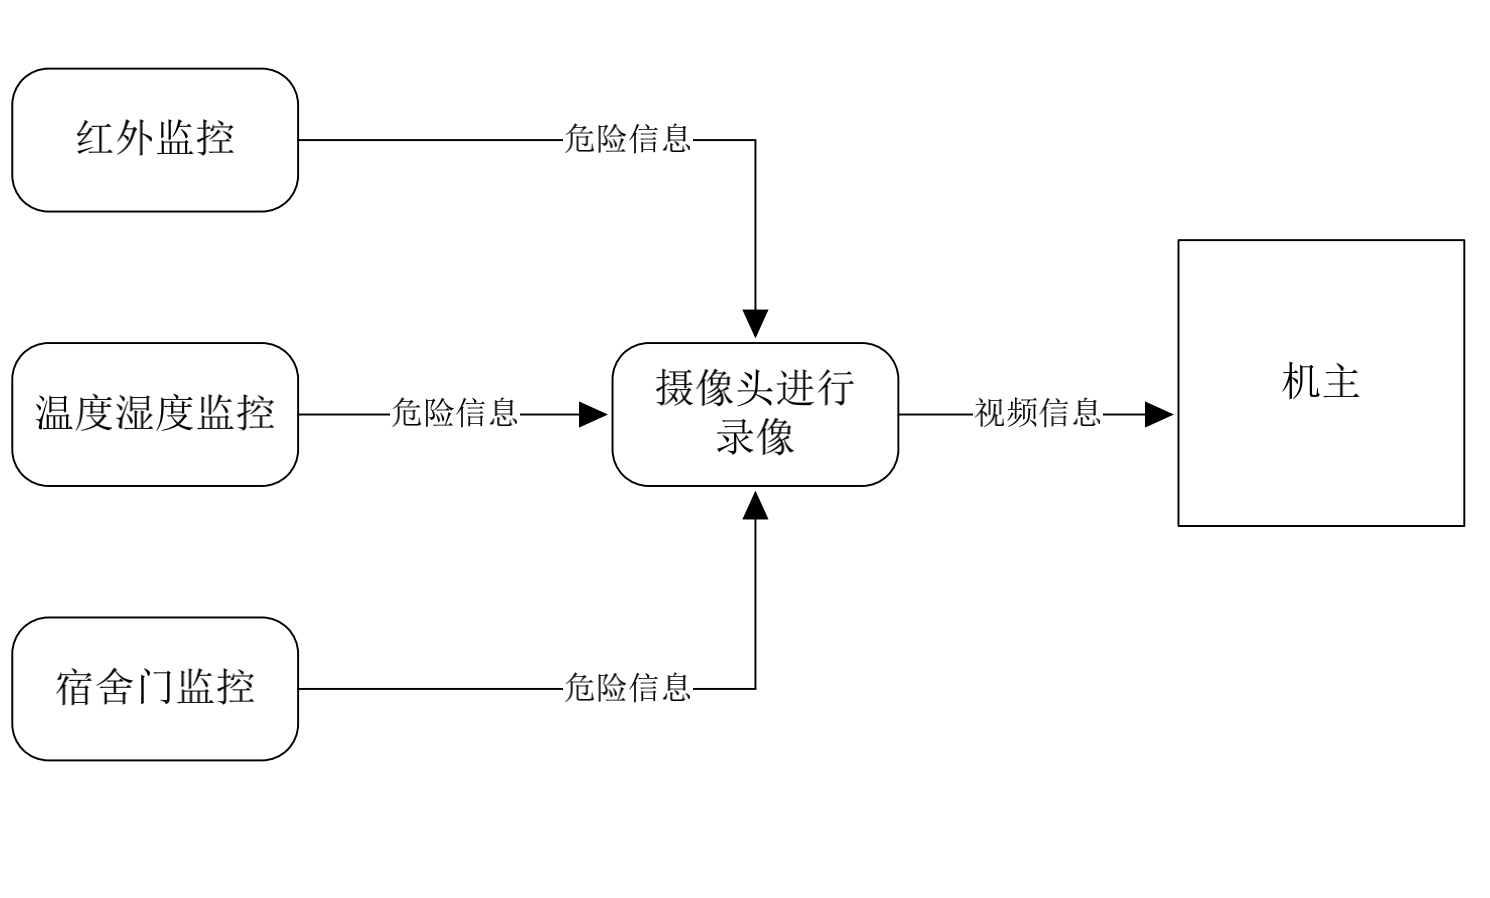 红外监控
危险信息
温度湿度监控
危险信息
摄像头进行
录像
视频信息
机主
宿舍门监控
危险信息